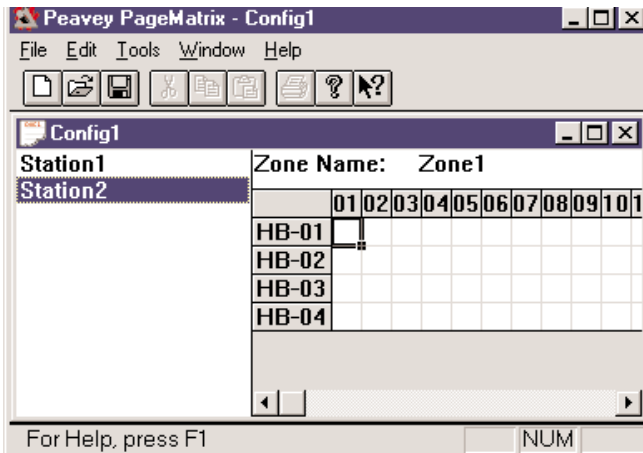 Peavey PageMatrix - Config1
File Edit Tools Window Help
Config1
Station1
Station2
Zone Name: Zone1
01 02 03 04 05 06 07 08 09 10 1
HB-01
HB-02
HB-03
HB-04
For Help, press F1
NUM